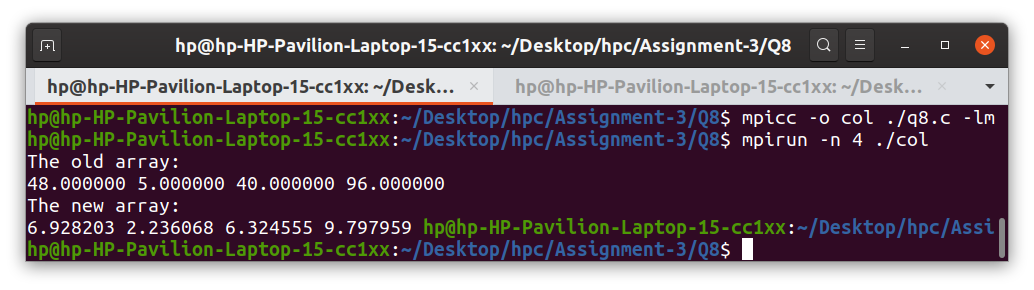 hp@hp-HP-Pavilion-Laptop-15-cc1xx: ~/Desktop/hpc/Assignment-3/Q8
hp@hp-HP-Pavilion-Laptop-15-cc1xx: ~/Desk... × hp@hp-HP-Pavilion-Laptop-15-cc1xx: ~/Desk... ×
hp@hp-HP-Pavilion-Laptop-15-cc1xx:~/Desktop/hpc/Assignment-3/Q8$ mpicc -o col ./q8.c -lm
hp@hp-HP-Pavilion-Laptop-15-cc1xx:~/Desktop/hpc/Assignment-3/Q8$ mpirun -n 4 ./col
The old array:
48.000000 5.000000 40.000000 96.000000
The new array:
6.928203 2.236068 6.324555 9.797959 hp@hp-HP-Pavilion-Laptop-15-cc1xx:~/Desktop/hpc/Assi
hp@hp-HP-Pavilion-Laptop-15-cc1xx:~/Desktop/hpc/Assignment-3/Q8$